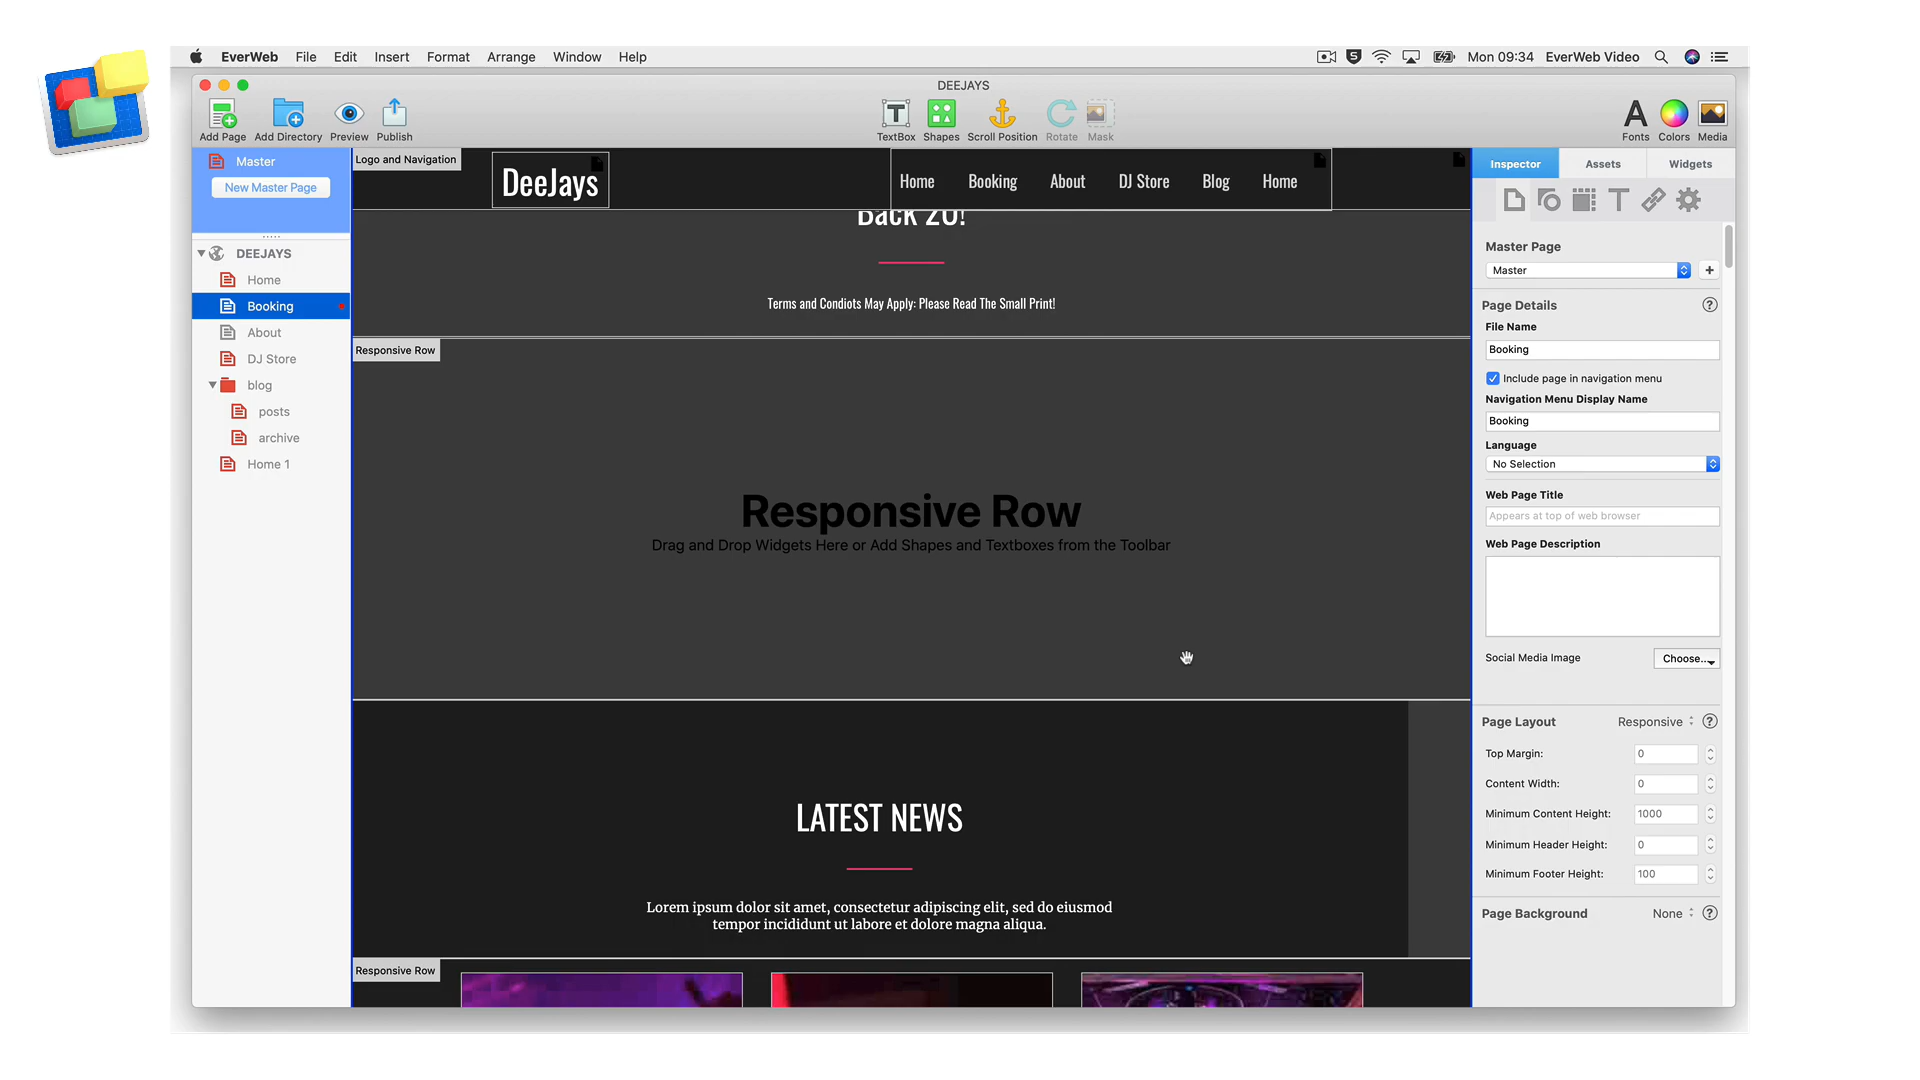 EverWeb File Edit Insert Format Arrange Window Help
Mon 09:34 EverWeb Video
DEEJAYS
Add Page Add Directory Preview Publish
TextBox Shapes Scroll Position Rotate Mask
Fonts Colors Media
Master
New Master Page
DEEJAYS
Home
Booking
About
DJ Store
blog
posts
archive
Home 1
Logo and Navigation
DeeJays
Home Booking About DJ Store Blog Home
Back 20!
Terms and Condiots May Apply: Please Read The Small Print!
Responsive Row
Responsive Row
Drag and Drop Widgets Here or Add Shapes and Textboxes from the Toolbar
LATEST NEWS
Lorem ipsum dolor sit amet, consectetur adipiscing elit, sed do eiusmod
tempor incididunt ut labore et dolore magna aliqua.
Responsive Row
Inspector Assets Widgets
Master Page
Master
+
Page Details ?
File Name
Booking
Include page in navigation menu
Navigation Menu Display Name
Booking
Language
No Selection
Web Page Title
Appears at top of web browser
Web Page Description
Social Media Image Choose...
Page Layout Responsive ?
Top Margin: 0
Content Width: 0
Minimum Content Height: 1000
Minimum Header Height: 0
Minimum Footer Height: 100
Page Background None ?